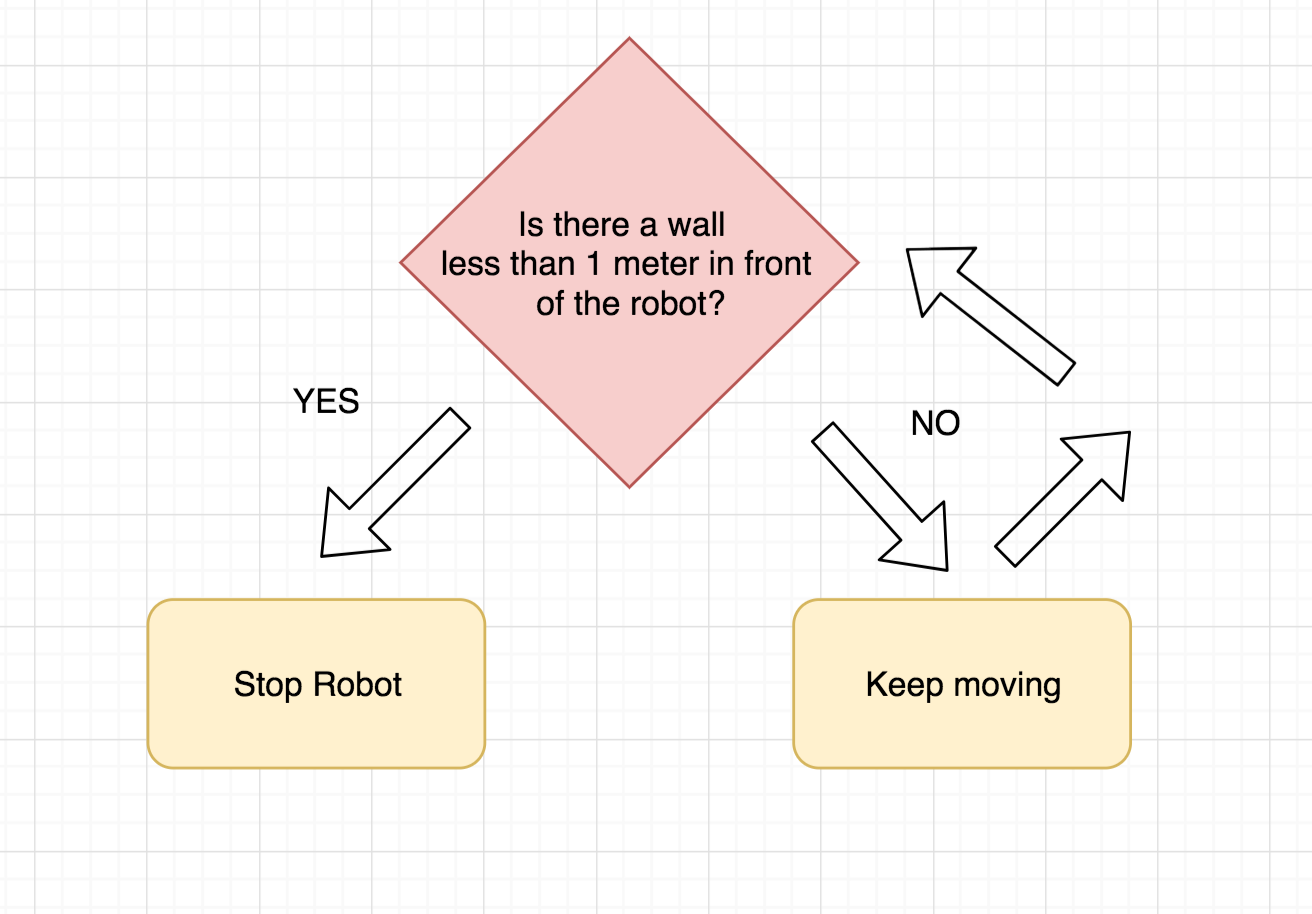 Is there a wall
less than 1 meter in front
of the robot?
YES
NO
Stop Robot
Keep moving